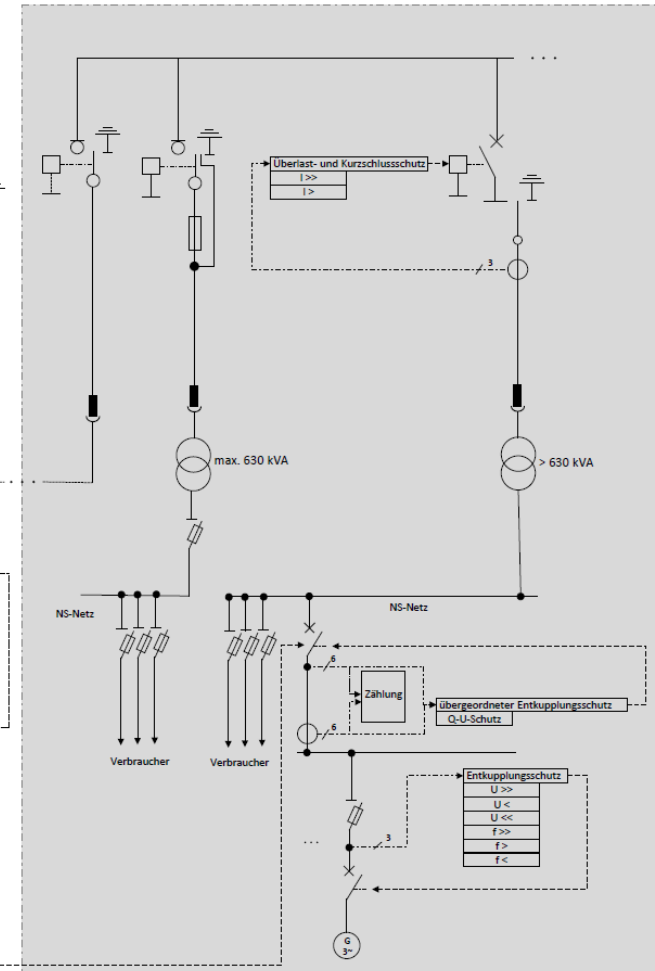 . . .
Überlast- und Kurzschlussschutz
I >>
I >
3
max. 630 kVA
> 630 kVA
NS-Netz
NS-Netz
6
Zählung
übergeordneter Entkupplungsschutz
Q-U-Schutz
6
Verbraucher
Verbraucher
Entkupplungsschutz
U >>
U <
U <<
f >>
f >
f <
. . .
3
G
3~